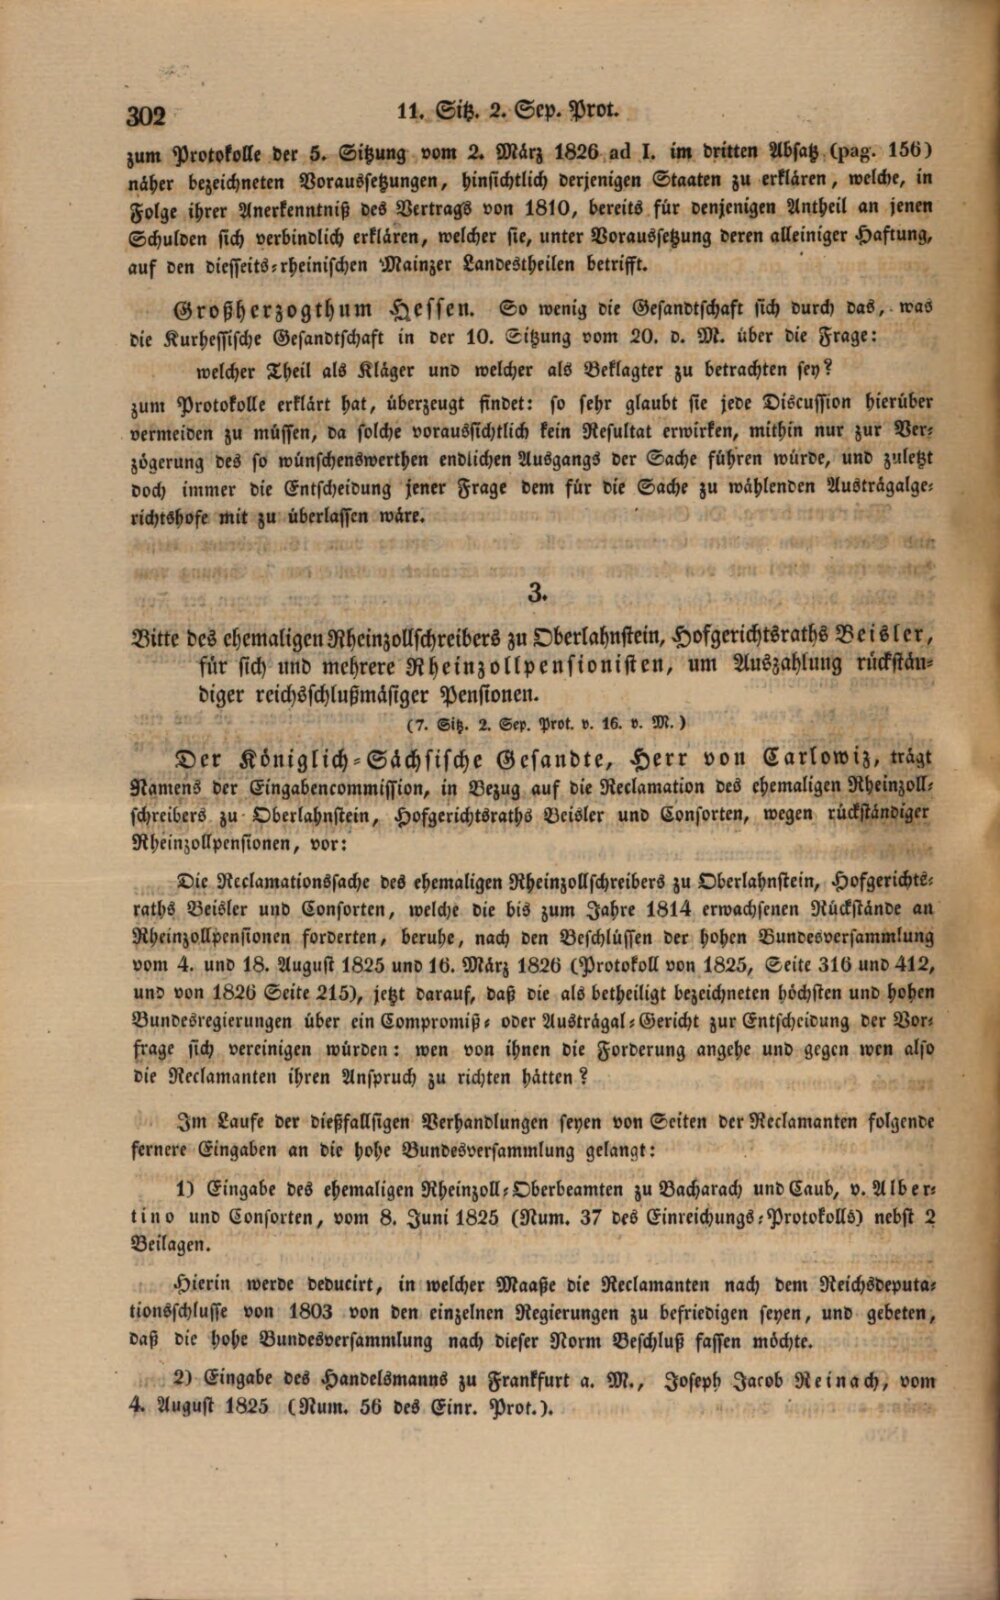 302
11. Sitz. 2. Sep. Prot.
zum Protokolle der 5. Sitzung vom 2. März 1826 ad I. im dritten Absatz (pag. 156)
näher bezeichneten Voraussetzungen, hinsichtlich derjenigen Staaten zu erklären, welche, in
Folge ihrer Anerkenntniß des Vertrags von 1810, bereits für denjenigen Antheil an jenen
Schulden sich verbindlich erklären, welcher sie, unter Voraussetzung deren alleiniger Haftung,
auf den diesseits-rheinischen Mainzer Landestheilen betrifft.
Großherzogthum Hessen. So wenig die Gesandtschaft sich durch das, was
die Kurhessische Gesandtschaft in der 10. Sitzung vom 20. d. M. über die Frage:
welcher Theil als Kläger und welcher als Beklagter zu betrachten sey?
zum Protokolle erklärt hat, überzeugt findet: so sehr glaubt sie jede Discussion hierüber
vermeiden zu müssen, da solche voraussichtlich kein Resultat erwirken, mithin nur zur Ver-
zögerung des so wünschenswerthen endlichen Ausgangs der Sache führen würde, und zuletzt
doch immer die Entscheidung jener Frage dem für die Sache zu wählenden Austrägalge-
richtshofe mit zu überlassen wäre.
3.
Bitte des ehemaligen Rheinzollschreibers zu Oberlahnstein, Hofgerichtsraths Beisler,
für sich und mehrere Rheinzollpensionisten, um Auszahlung rückstän-
diger reichsschlußmäsiger Pensionen.
(7. Sitz. 2. Sep. Prot. v. 16. v. M.)
Der Königlich-Sächsische Gesandte, Herr von Carlowiz, trägt
Namens der Eingabencommission, in Bezug auf die Reclamation des ehemaligen Rheinzoll-
schreibers zu Oberlahnstein, Hofgerichtsraths Beisler und Consorten, wegen rückständiger
Rheinzollpensionen, vor:
Die Reclamationssache des ehemaligen Rheinzollschreibers zu Oberlahnstein, Hofgerichts-
raths Beisler und Consorten, welche die bis zum Jahre 1814 erwachsenen Rückstände an
Rheinzollpensionen forderten, beruhe, nach den Beschlüssen der hohen Bundesversammlung
vom 4. und 18. August 1825 und 16. März 1826 (Protokoll von 1825, Seite 316 und 412,
und von 1826 Seite 215), jetzt darauf, daß die als betheiligt bezeichneten höchsten und hohen
Bundesregierungen über ein Compromiß- oder Austrägal-Gericht zur Entscheidung der Vor-
frage sich vereinigen würden: wen von ihnen die Forderung angehe und gegen wen also
die Reclamanten ihren Anspruch zu richten hätten?
Im Laufe der dießfallsigen Verhandlungen seyen von Seiten der Reclamanten folgende
fernere Eingaben an die hohe Bundesversammlung gelangt:
1) Eingabe des ehemaligen Rheinzoll-Oberbeamten zu Bacharach und Caub, v. Alber-
tino und Consorten, vom 8. Juni 1825 (Num. 37 des Einreichungs-Protokolls) nebst 2
Beilagen.
Hierin werde deducirt, in welcher Maaße die Reclamanten nach dem Reichsdeputa-
tionsschlusse von 1803 von den einzelnen Regierungen zu befriedigen seyen, und gebeten,
daß die hohe Bundesversammlung nach dieser Norm Beschluß fassen möchte.
2) Eingabe des Handelsmanns zu Frankfurt a. M., Joseph Jacob Reinach, vom
4. August 1825 (Num. 56 des Einr. Prot.).